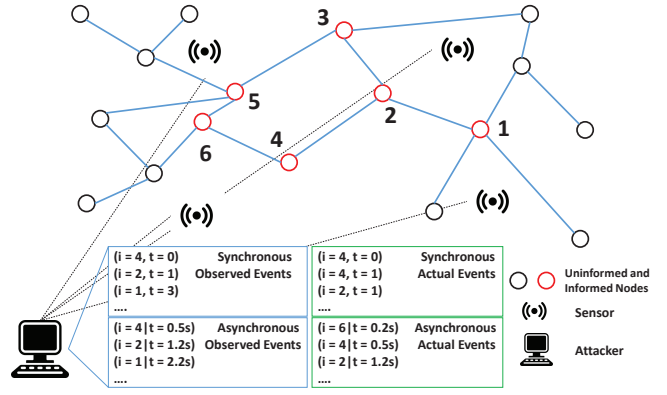 3
5
2
4
1
6
(i = 4, t = 0) Synchronous
(i = 2, t = 1) Observed Events
(i = 1, t = 3)
....
(i = 4, t = 0) Synchronous
(i = 4, t = 1) Actual Events
(i = 2, t = 1)
....
(i = 4|t = 0.5s) Asynchronous
(i = 2|t = 1.2s) Observed Events
(i = 1|t = 2.2s)
....
(i = 6|t = 0.2s) Asynchronous
(i = 4|t = 0.5s) Actual Events
(i = 2|t = 1.2s)
....
Uninformed and
Informed Nodes
Sensor
Attacker